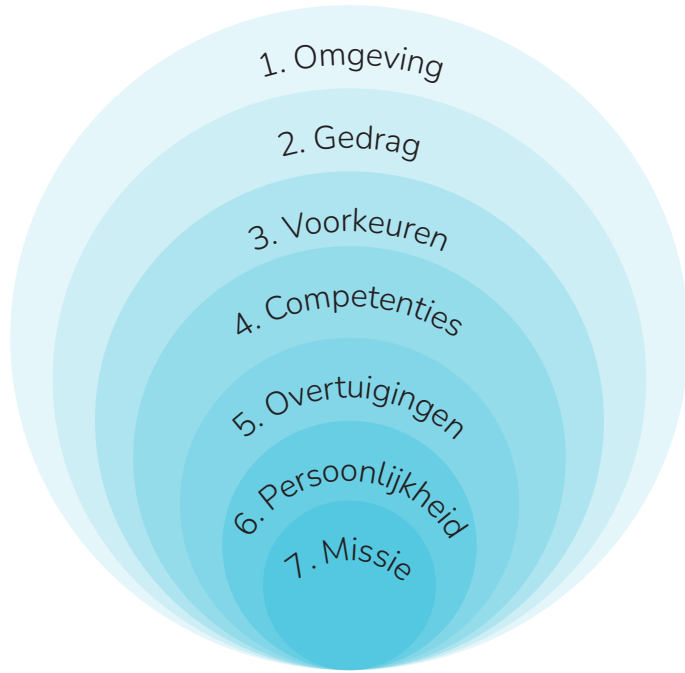 1. Omgeving
2. Gedrag
3. Voorkeuren
4. Competenties
5. Overtuigingen
6. Persoonlijkheid
7. Missie